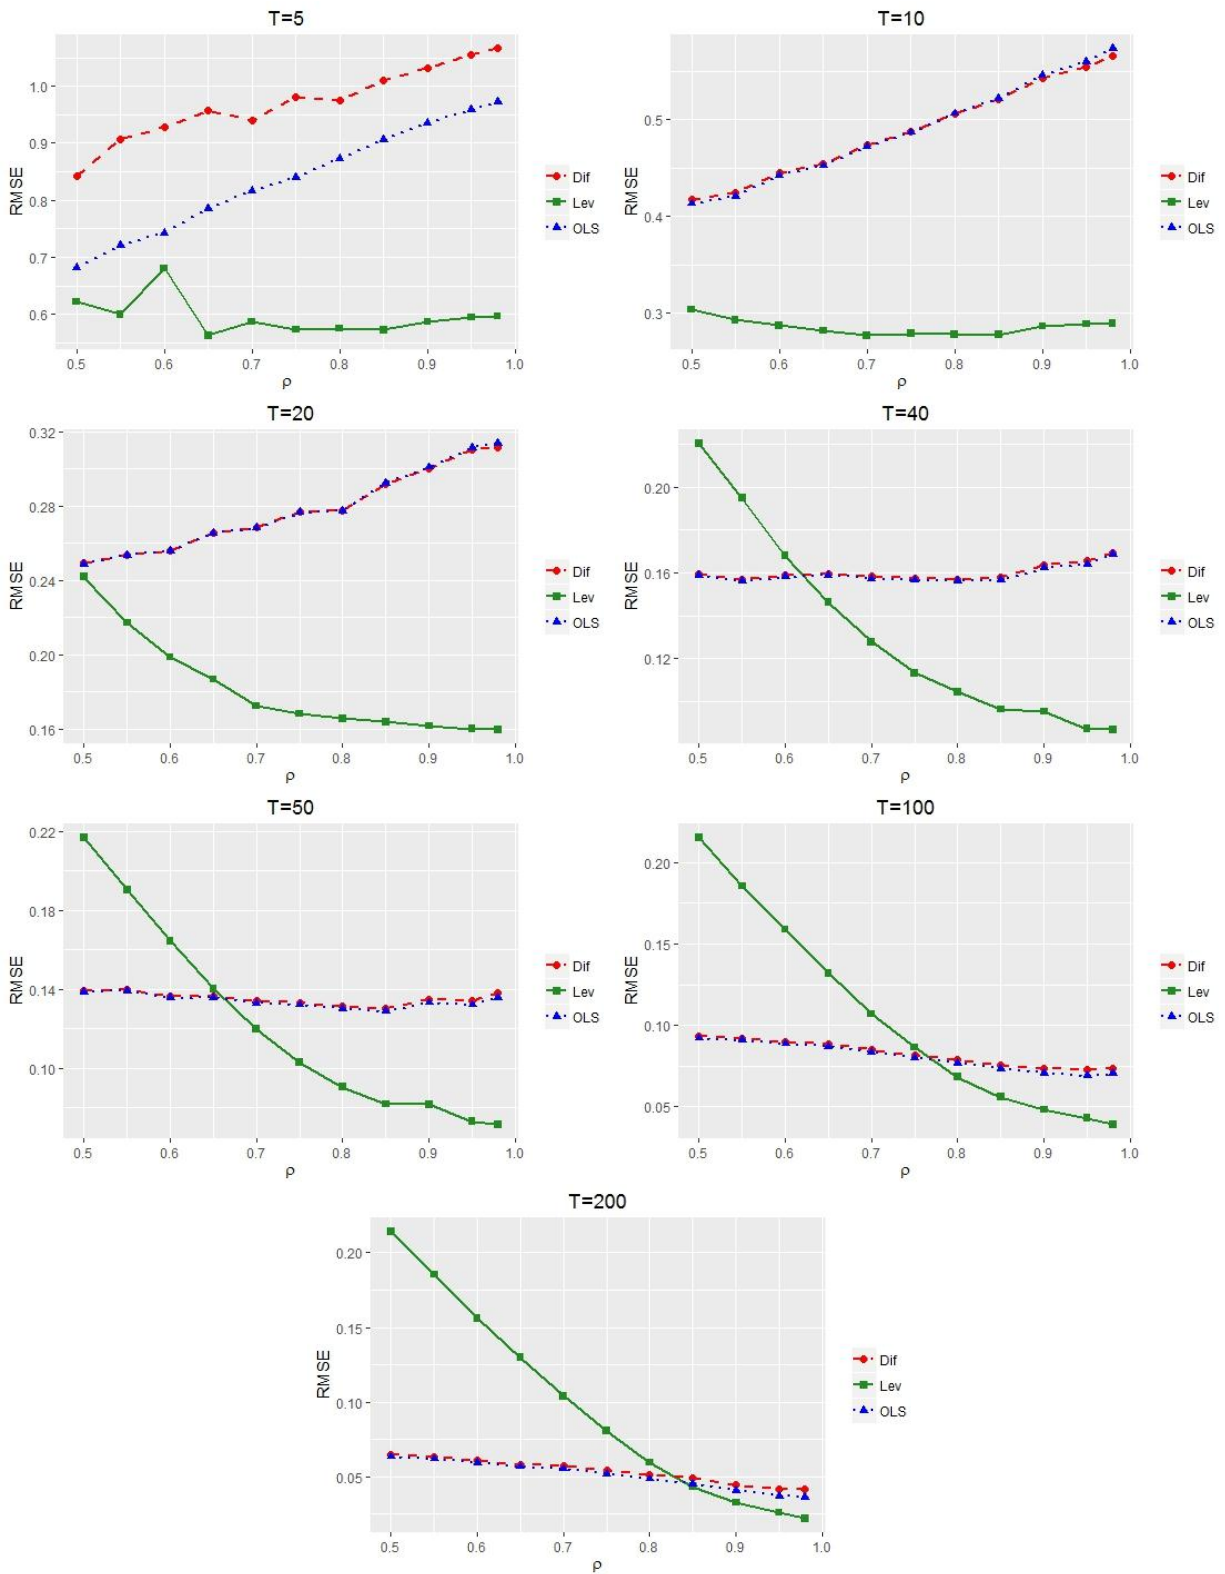 T=5
RMSE
1.0
0.9
0.8
0.7
0.6
0.5 0.6 0.7 0.8 0.9 1.0
ρ
Dif
Lev
OLS
T=10
RMSE
0.5
0.4
0.3
0.5 0.6 0.7 0.8 0.9 1.0
ρ
Dif
Lev
OLS
T=20
RMSE
0.32
0.28
0.24
0.20
0.16
0.5 0.6 0.7 0.8 0.9 1.0
ρ
Dif
Lev
OLS
T=40
RMSE
0.20
0.16
0.12
0.5 0.6 0.7 0.8 0.9 1.0
ρ
Dif
Lev
OLS
T=50
RMSE
0.22
0.18
0.14
0.10
0.5 0.6 0.7 0.8 0.9 1.0
ρ
Dif
Lev
OLS
T=100
RMSE
0.20
0.15
0.10
0.05
0.5 0.6 0.7 0.8 0.9 1.0
ρ
Dif
Lev
OLS
T=200
RMSE
0.20
0.15
0.10
0.05
0.5 0.6 0.7 0.8 0.9 1.0
ρ
Dif
Lev
OLS